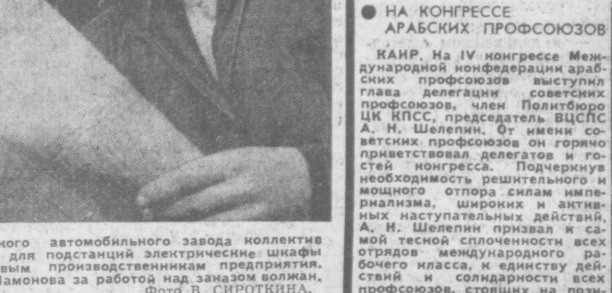 кого автомобильного завода коллектив
для подстанций электрические шкафы
вым производственникам предприятия.
Мамонова за работой над заказом волжан.
Фото В. СИРОТКИНА.
● НА КОНГРЕССЕ
АРАБСКИХ ПРОФСОЮЗОВ
КАИР. На IV конгрессе Меж-
дународной конфедерации араб-
ских профсоюзов выступил
глава делегации советских
профсоюзов, член Политбюро
ЦК КПСС, председатель ВЦСПС
А. Н. Шелепин. От имени со-
ветских профсоюзов он горячо
приветствовал делегатов и го-
стей конгресса. Подчеркнув
необходимость решительного и
мощного отпора силам импе-
риализма, широких и актив-
ных наступательных действий,
А. Н. Шелепин призвал к са-
мой тесной сплоченности всех
отрядов международного ра-
бочего класса, к единству дей-
ствий и солидарности всех
профсоюзов, стоящих на пози-